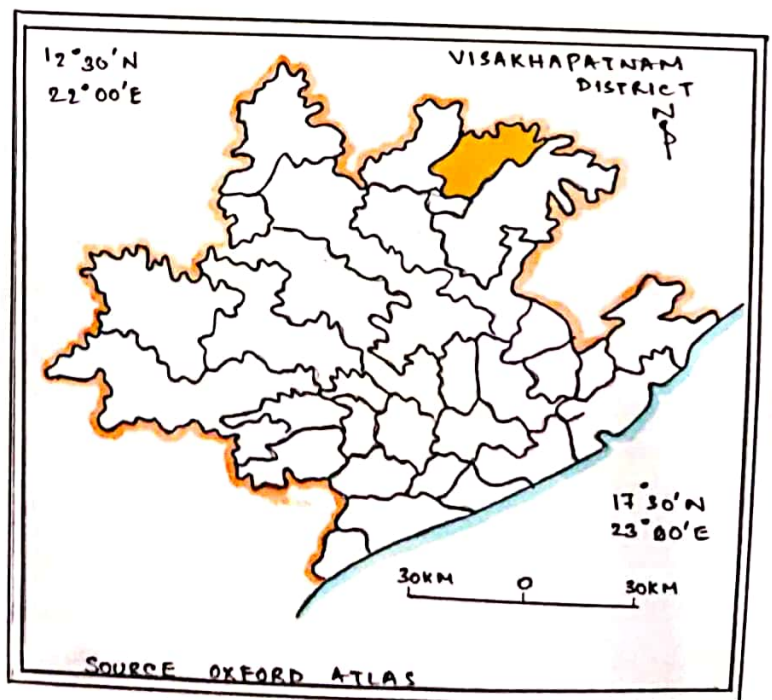 12°30'N
22°00'E
VISAKHAPATNAM
DISTRICT
N
17°30'N
23°00'E
30KM 0 30KM
SOURCE OXFORD ATLAS